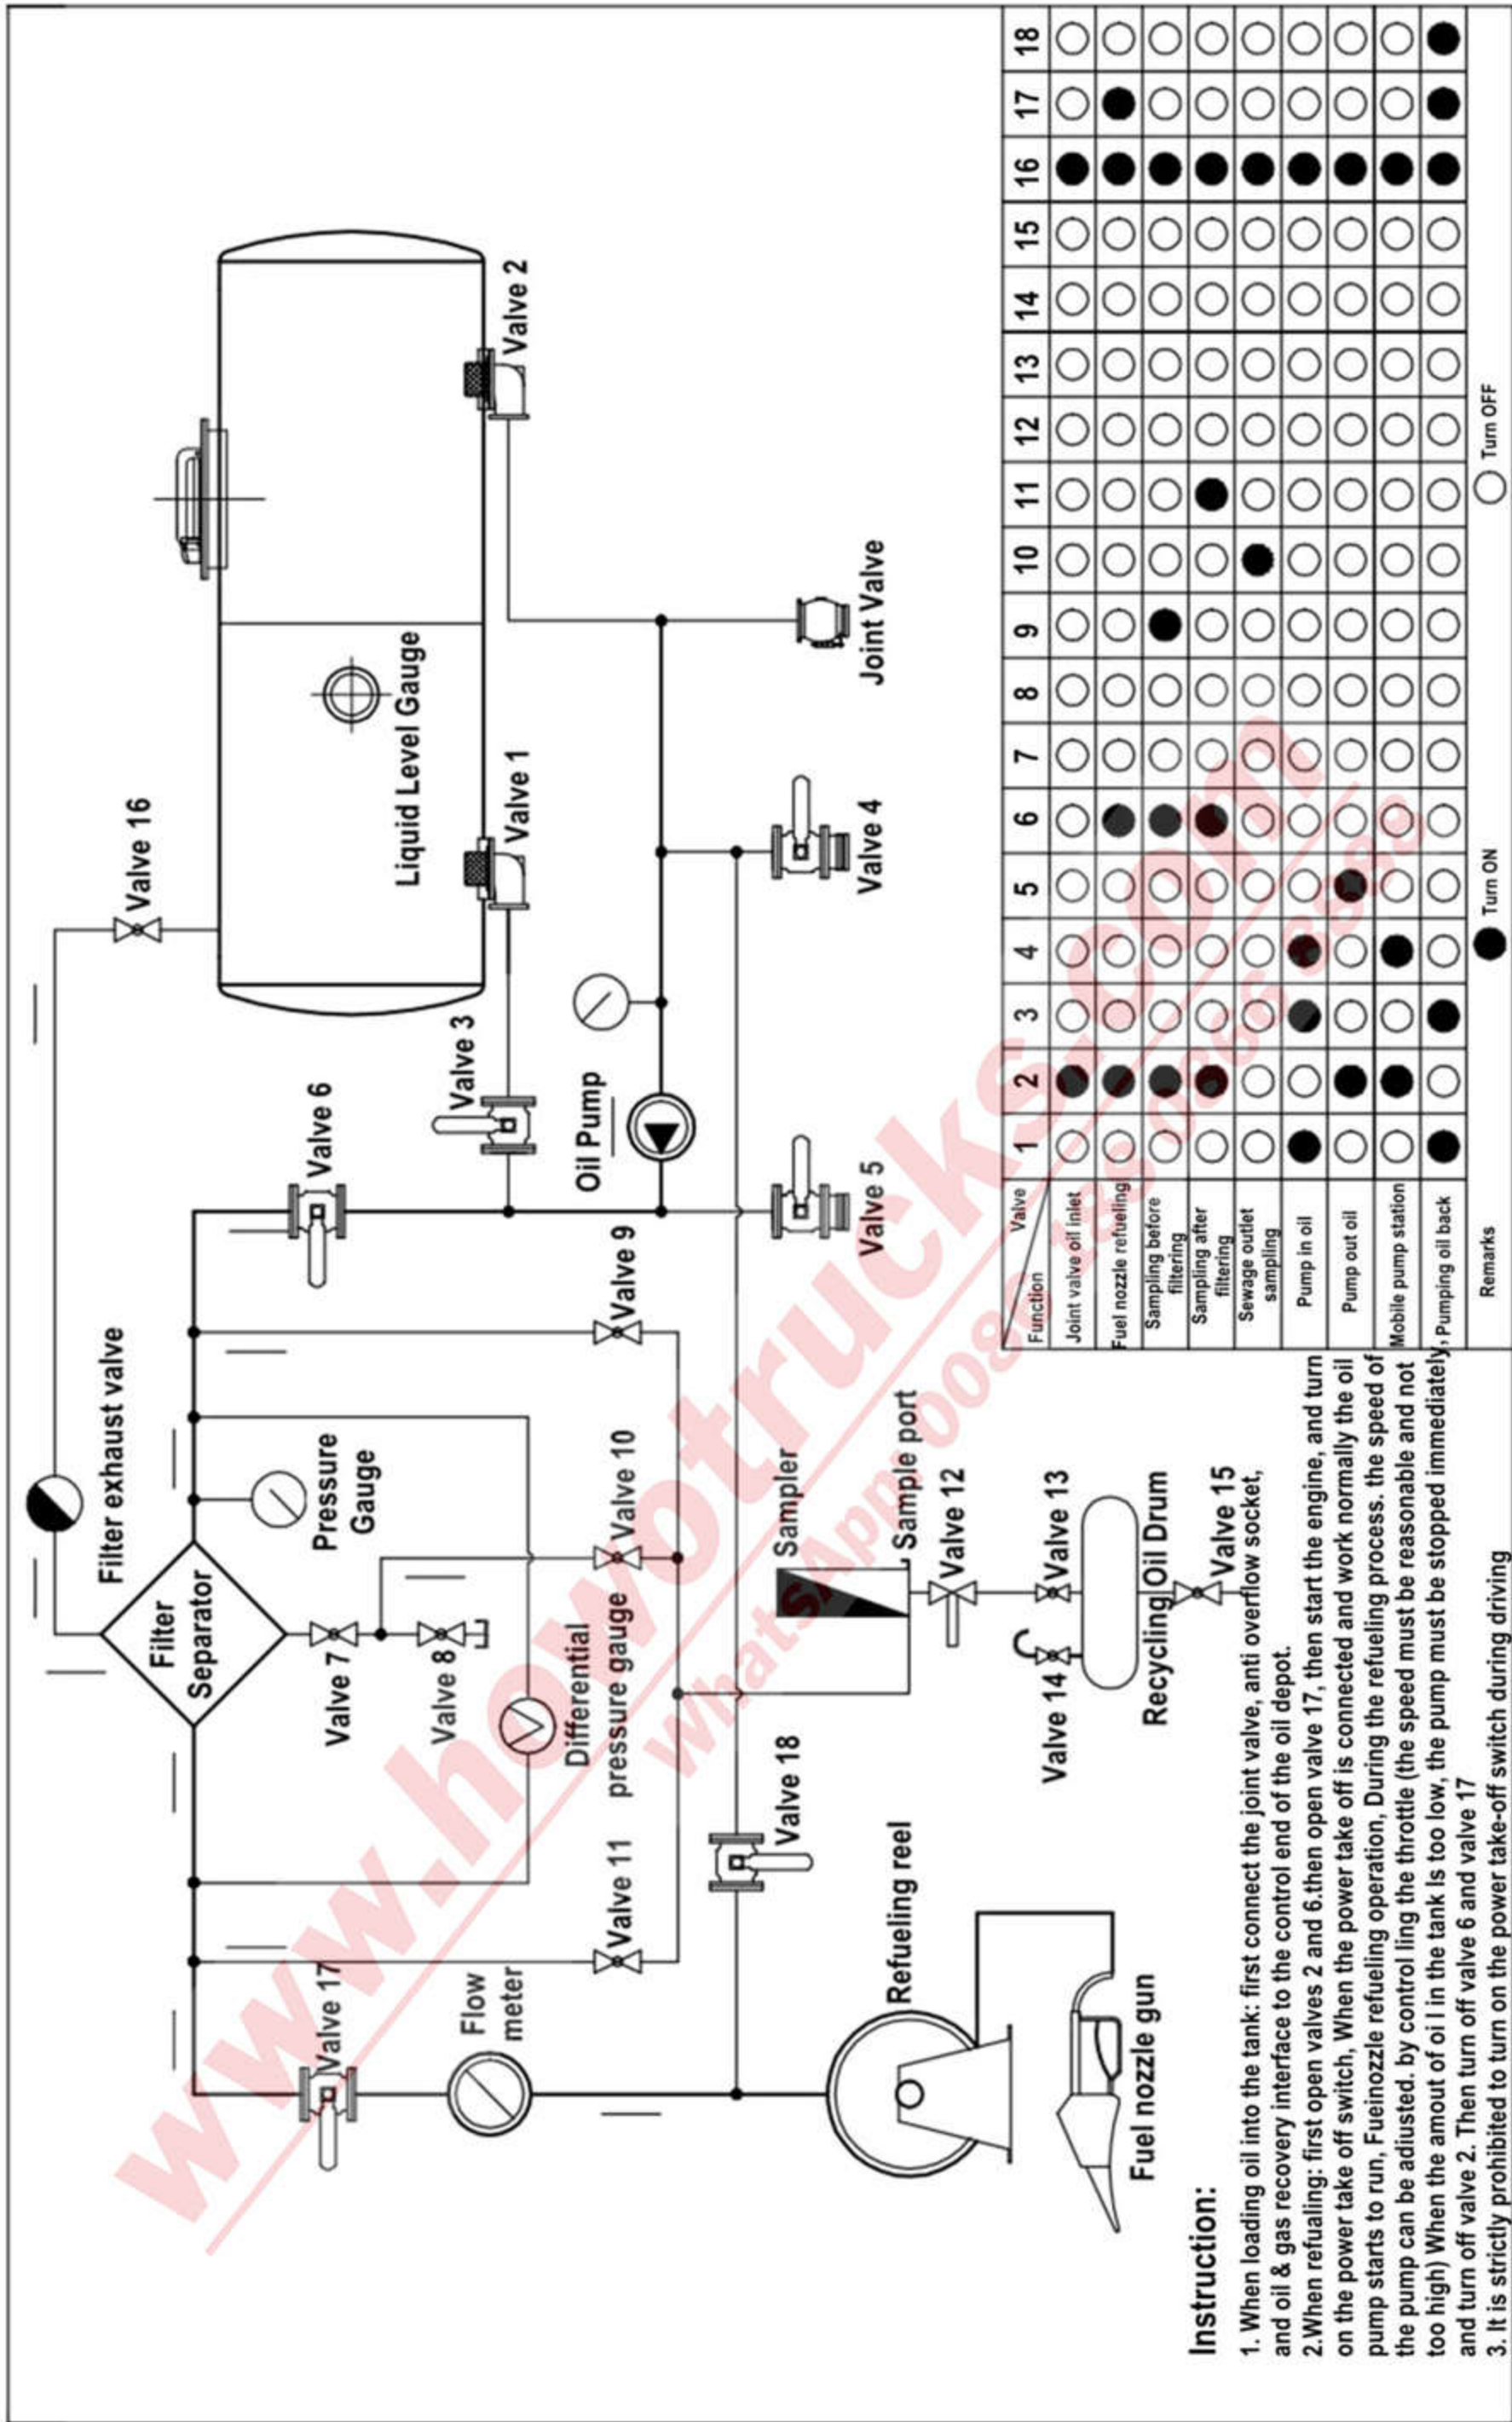 Valve 16
Filter exhaust valve
Filter
Separator
Pressure
Gauge
Valve 6
Valve 17
Valve 7
Valve 8
Liquid Level Gauge
Valve 3
Valve 1
Valve 2
Flow
meter
Differential
pressure gauge
Valve 11
Valve 10
Valve 9
Oil Pump
Valve 18
Valve 5
Valve 4
Joint Valve
Sampler
Sample port
Refueling reel
Valve 12
Valve 14
Valve 13
Recycling Oil Drum
Valve 15
Fuel nozzle gun
Instruction:
1. When loading oil into the tank: first connect the joint valve, anti overflow socket,
and oil & gas recovery interface to the control end of the oil depot.
2.When refualing: first open valves 2 and 6.then open valve 17, then start the engine, and turn
on the power take off switch, When the power take off is connected and work normally the oil
pump starts to run, Fueinozzle refueling operation, During the refueling process. the speed of
the pump can be adiusted. by control ling the throttle (the speed must be reasonable and not
too high) When the amout of oi l in the tank Is too low, the pump must be stopped immediately,
and turn off valve 2. Then turn off valve 6 and valve 17
3. It is strictly prohibited to turn on the power take-off switch during driving
Valve
Function
1 2 3 4 5 6 7 8 9 10 11 12 13 14 15 16 17 18
Joint valve oil inlet
Fuel nozzle refueling
Sampling before
filtering
Sampling after
filtering
Sewage outlet
sampling
Pump in oil
Pump out oil
Mobile pump station
Pumping oil back
Remarks
Turn ON
Turn OFF
www.howotrucks.com
WhatsApp: 0086 188 0866 6898